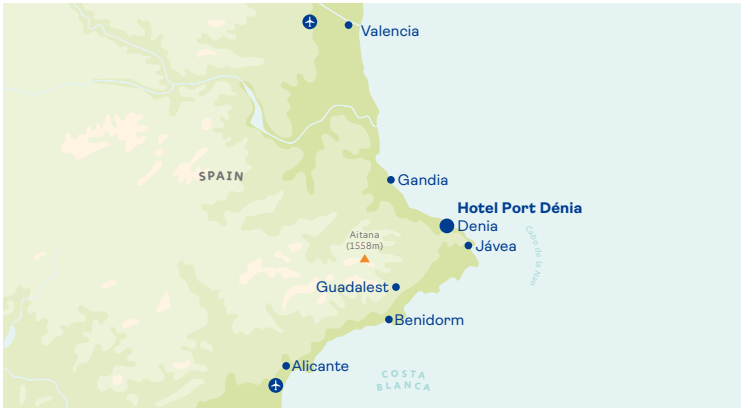 Valencia
SPAIN
Gandia
Hotel Port Dénia
Denia
Cabo de la Nao
Aitana
(1558m)
Jávea
Guadalest
Benidorm
Alicante
COSTA
BLANCA